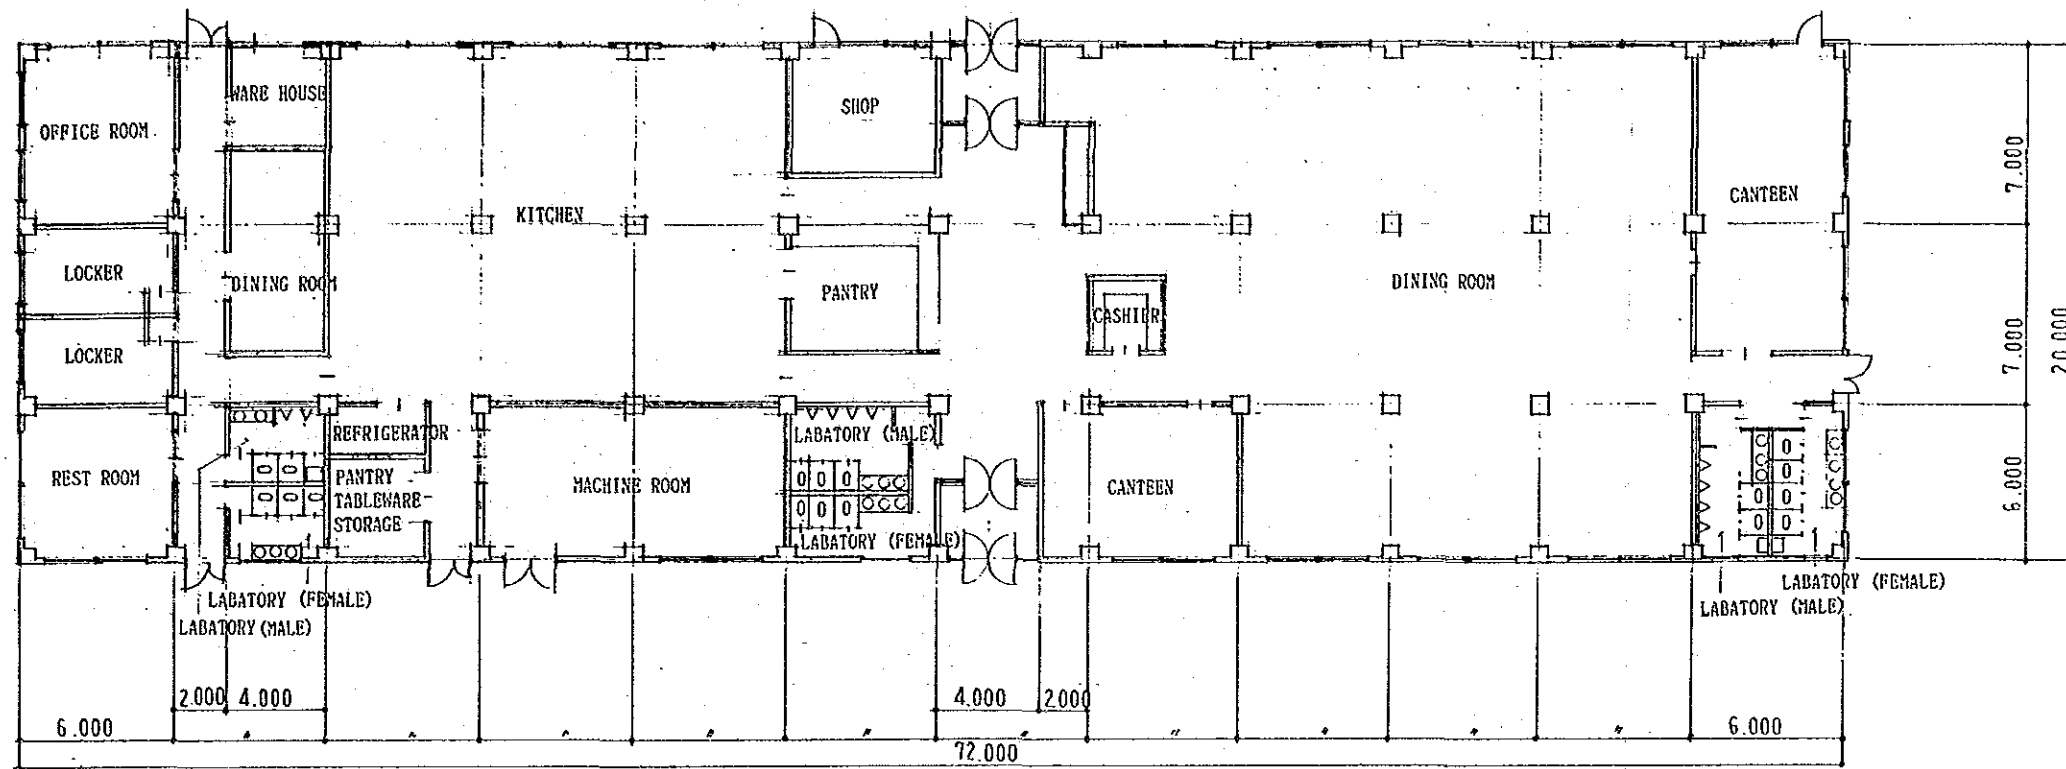 WARE HOUSE
SHOP
OFFICE ROOM
7.000
CANTEEN
KITCHEN
LOCKER
DINING ROOM
PANTRY
DINING ROOM
CASHIER
LOCKER
7.000
20.000
REFRIGERATOR
LABATORY (MALE)
REST ROOM
PANTRY
TABLEWARE
STORAGE
MACHINE ROOM
CANTEEN
6.000
LABATORY (FEMALE)
LABATORY (FEMALE)
LABATORY (MALE)
LABATORY (FEMALE)
LABATORY (MALE)
2.000 4.000
4.000 2.000
6.000
6.000
72.000